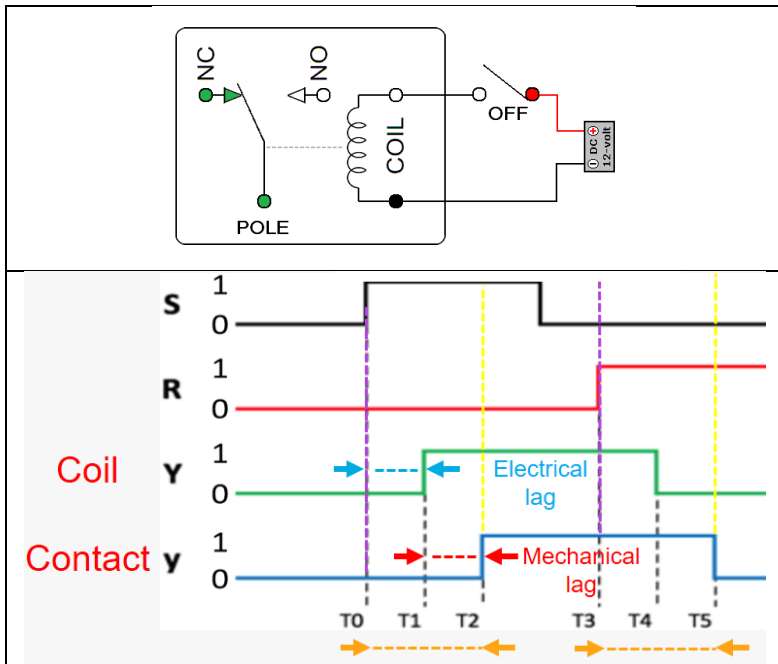 NC
NO
COIL
POLE
OFF
DC
12-volt
S 1
0
R 1
0
Coil Y 1
0
Electrical
lag
Contact y 1
0
Mechanical
lag
T0 T1 T2 T3 T4 T5